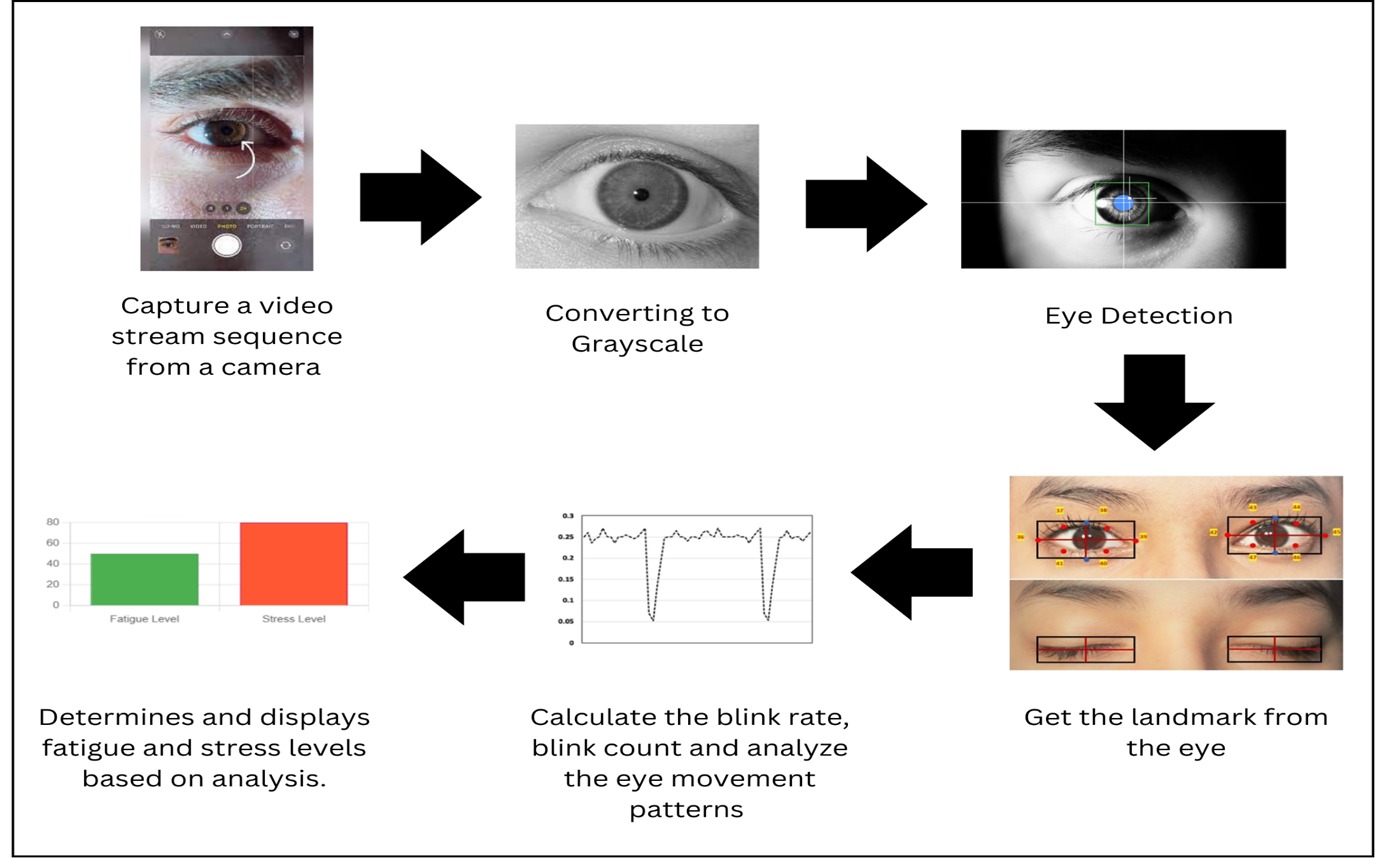 SLO-MO VIDEO PHOTO PORTRAIT
Capture a video
stream sequence
from a camera
Converting to
Grayscale
Eye Detection
80
60
40
20
0
Fatigue Level
Stress Level
Determines and displays
fatigue and stress levels
based on analysis.
0.3
0.25
0.2
0.15
0.1
0.05
0
Calculate the blink rate,
blink count and analyze
the eye movement
patterns
37 38 43 44
36 39 42 45
41 40 47 46
Get the landmark from
the eye